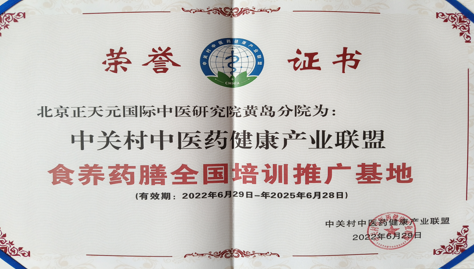 荣誉证书
北京正天元国际中医研究院黄岛分院为：
中关村中医药健康产业联盟
食养药膳全国培训推广基地
(有效期：2022年6月29日-年2025年6月28日)
中关村中医药健康产业联盟
2022年6月29日